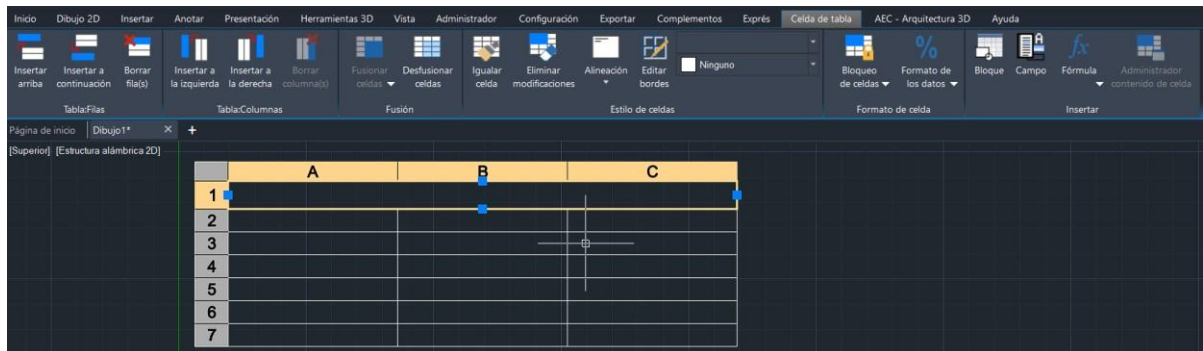 Inicio Dibujo 2D Insertar Anotar Presentación Herramientas 3D Vista Administrador Configuración Exportar Complementos Exprés Celda de tabla AEC - Arquitectura 3D Ayuda
Insertar arriba
Insertar a continuación
Borrar fila(s)
Insertar a la izquierda
Insertar a la derecha
Borrar columna(s)
Fusionar celdas
Desfusionar celdas
Igualar celda
Eliminar modificaciones
Alineación
Editar bordes
Ninguno
Bloqueo de celdas
Formato de los datos
Bloque
Campo
Fórmula
Administrador contenido de celda
Tabla:Filas Tabla:Columnas Fusión Estilo de celdas Formato de celda Insertar
Página de inicio Dibujo1* × +
[Superior] [Estructura alámbrica 2D]
A B C
1
2
3
4
5
6
7